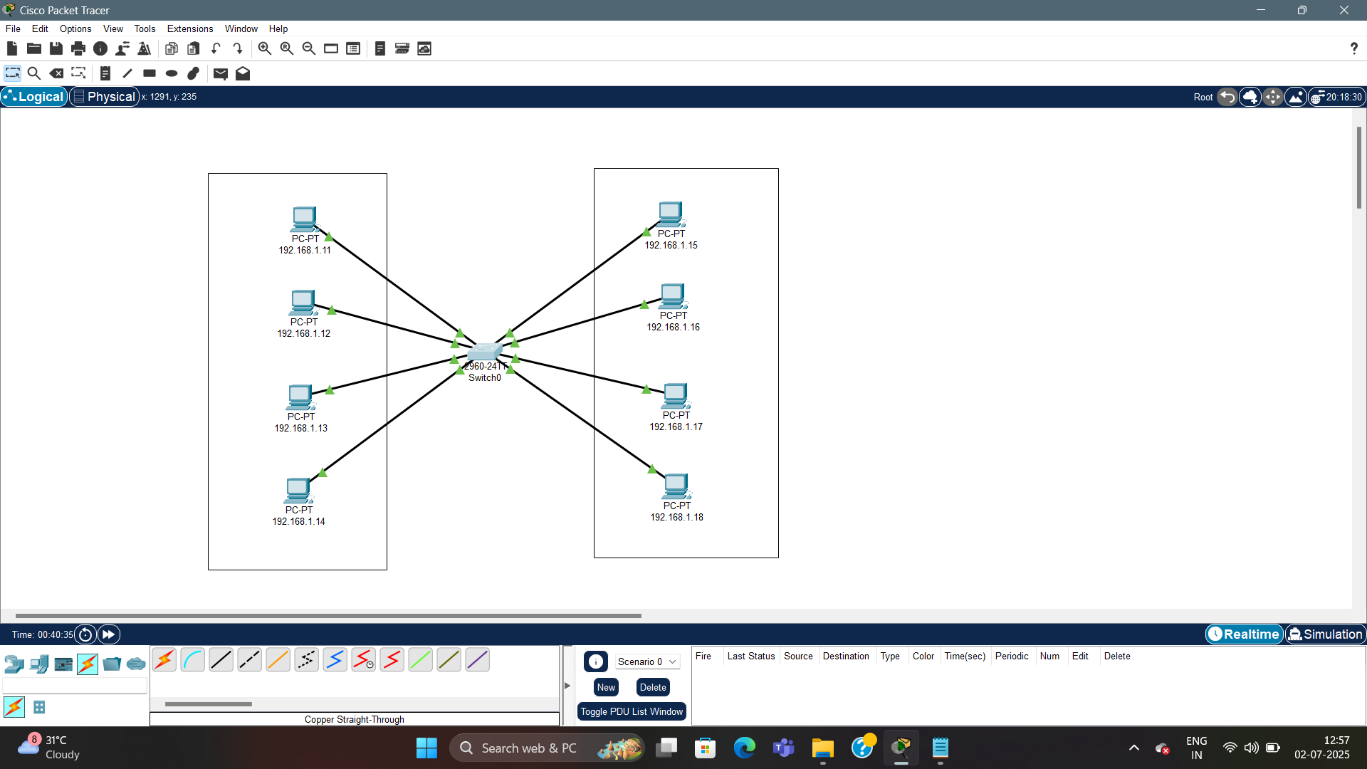 Cisco Packet Tracer
File Edit Options View Tools Extensions Window Help
?
Logical Physical x: 1291, y: 235 Root 20:18:30
PC-PT
192.168.1.11
PC-PT
192.168.1.15
PC-PT
192.168.1.12
PC-PT
192.168.1.16
2960-24TT
Switch0
PC-PT
192.168.1.13
PC-PT
192.168.1.17
PC-PT
192.168.1.14
PC-PT
192.168.1.18
Time: 00:40:35 Realtime Simulation
Scenario 0
New Delete
Toggle PDU List Window
Fire Last Status Source Destination Type Color Time(sec) Periodic Num Edit Delete
Copper Straight-Through
8
31°C
Cloudy
Search web & PC
ENG
IN
12:57
02-07-2025